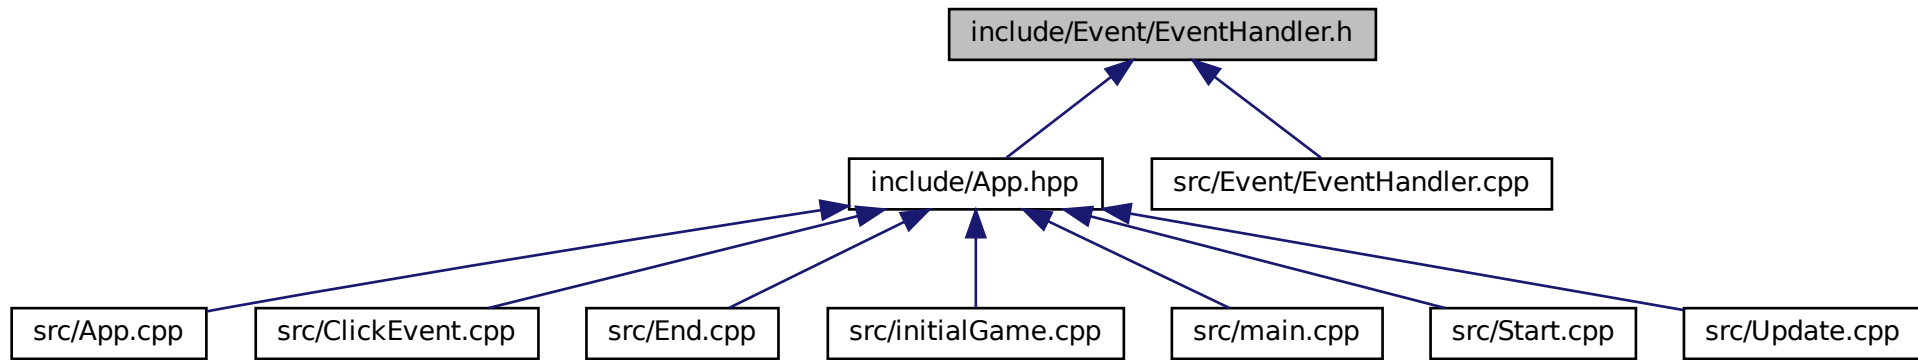 include/Event/EventHandler.h
include/App.hpp
src/Event/EventHandler.cpp
src/App.cpp
src/ClickEvent.cpp
src/End.cpp
src/initialGame.cpp
src/main.cpp
src/Start.cpp
src/Update.cpp